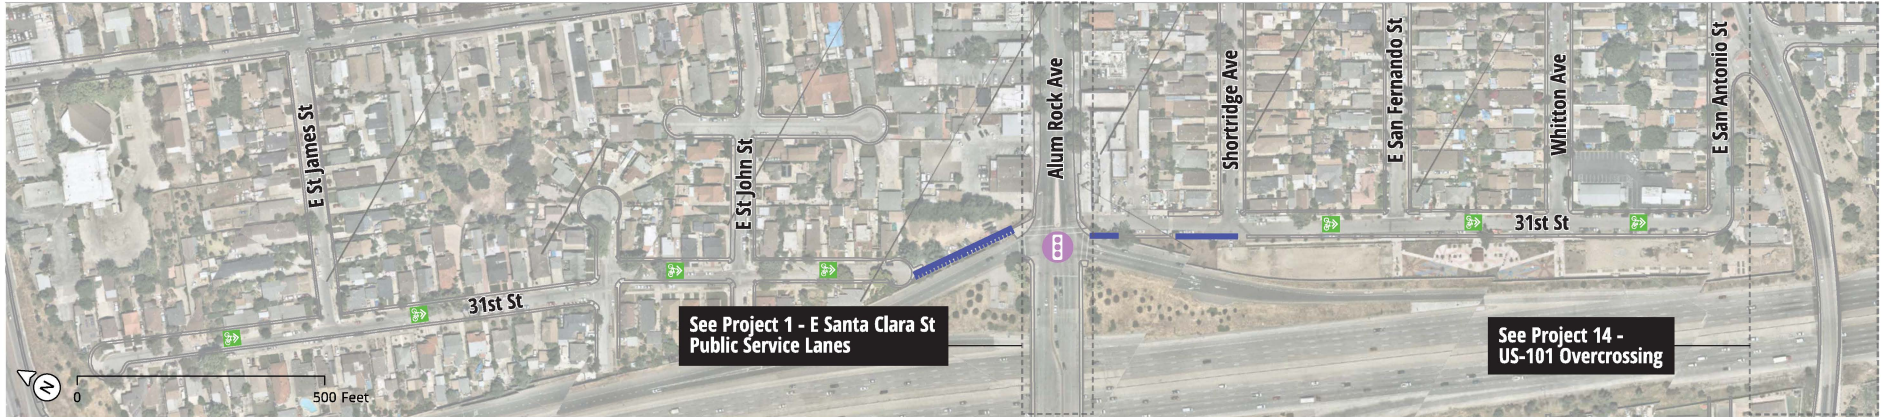 E St James St
31st St
E St John St
Alum Rock Ave
Shortridge Ave
E San Fernando St
Whitton Ave
E San Antonio St
31st St
See Project 1 - E Santa Clara St
Public Service Lanes
See Project 14 -
US-101 Overcrossing
N
0
500 Feet